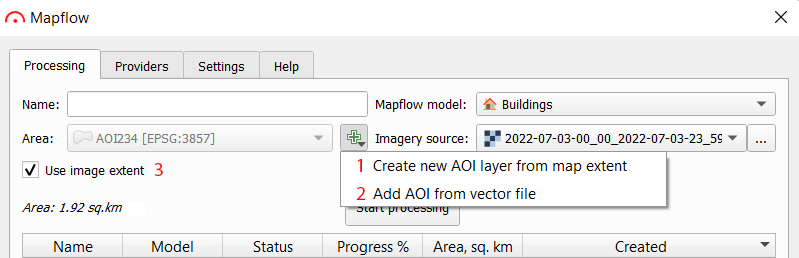 Mapflow
Processing Providers Settings Help
Name: Mapflow model: Buildings
Area: AOI234 [EPSG:3857] Imagery source: 2022-07-03-00_00_2022-07-03-23_59 ...
Use image extent 3
1 Create new AOI layer from map extent
2 Add AOI from vector file
Area: 1.92 sq.km
Start processing
Name Model Status Progress % Area, sq. km Created